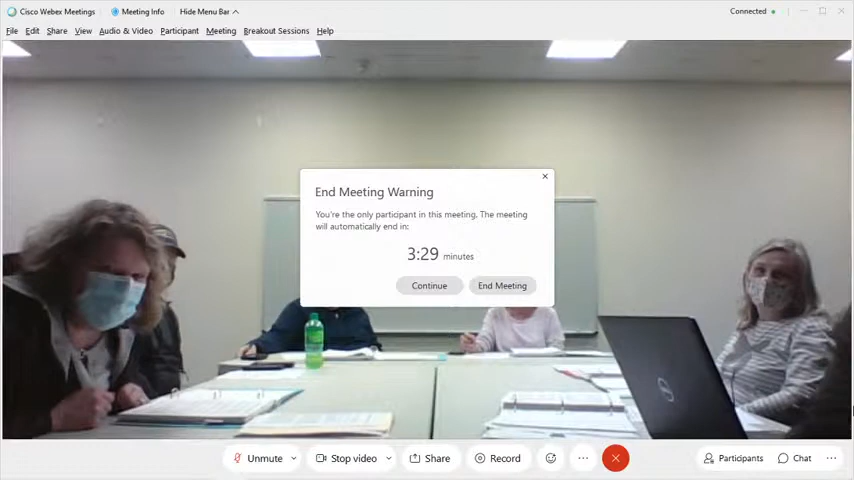 Cisco Webex Meetings Meeting Info Hide Menu Bar Connected
File Edit Share View Audio & Video Participant Meeting Breakout Sessions Help
End Meeting Warning
You're the only participant in this meeting. The meeting
will automatically end in:
3:29 minutes
Continue End Meeting
Unmute Stop video Share Record Participants Chat